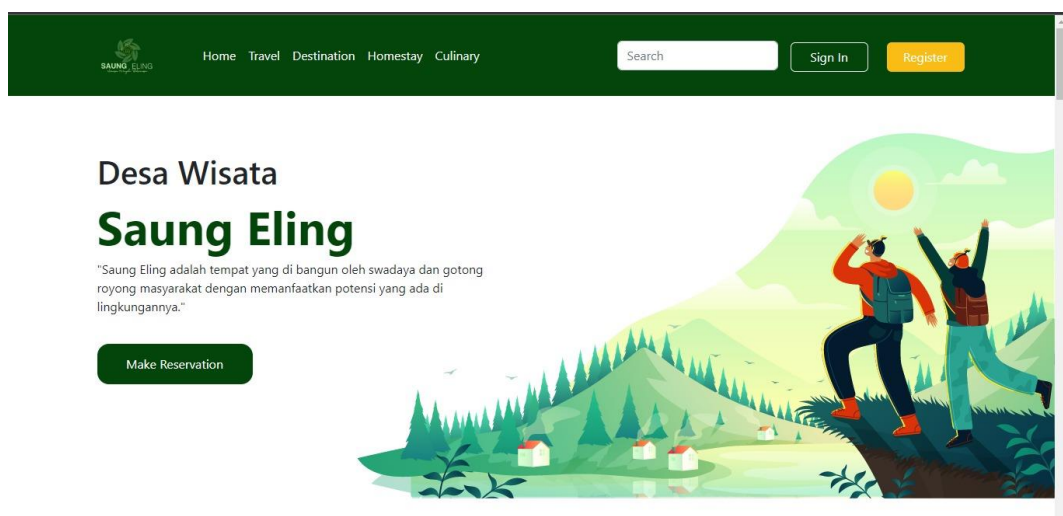 SAUNG ELING
Home Travel Destination Homestay Culinary
Search
Sign In
Register
Desa Wisata
Saung Eling
"Saung Eling adalah tempat yang di bangun oleh swadaya dan gotong
royong masyarakat dengan memanfaatkan potensi yang ada di
lingkungannya."
Make Reservation